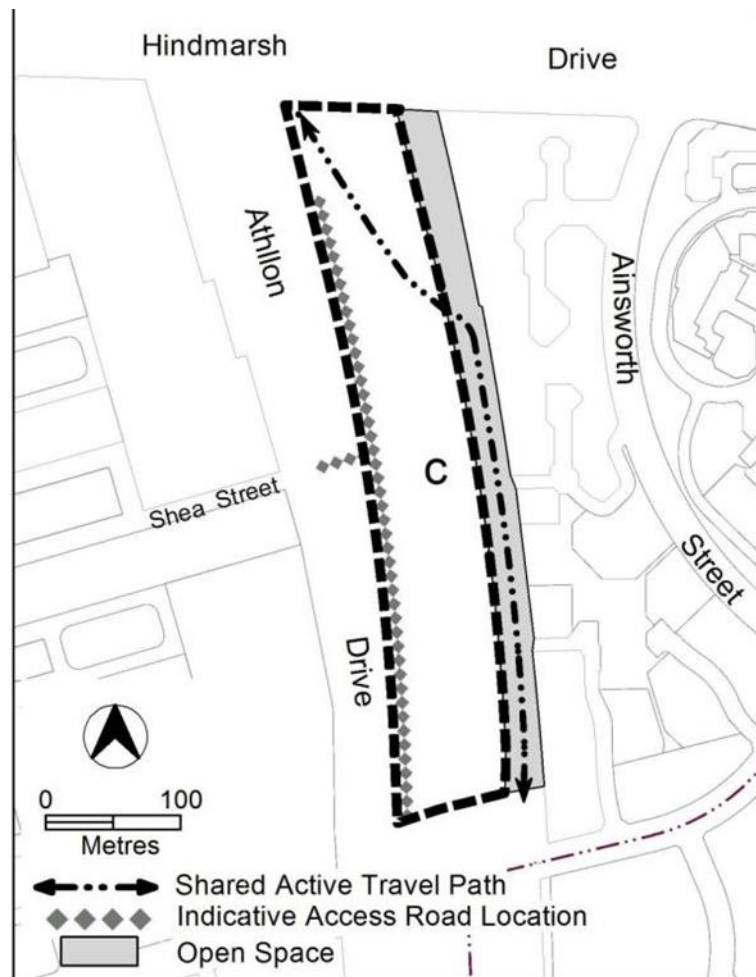 Hindmarsh Drive
Athllon
Ainsworth
C
Shea Street
Street
Drive
0 100
Metres
Shared Active Travel Path
Indicative Access Road Location
Open Space